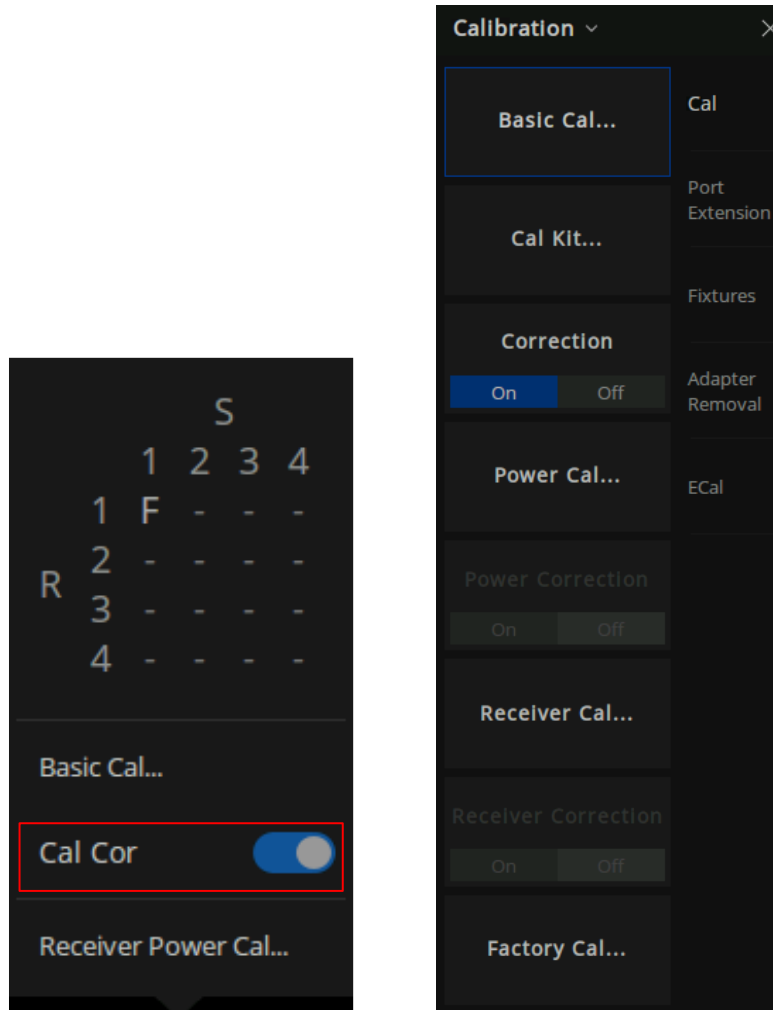 S
1 2 3 4
1 F - - -
R 2 - - - -
3 - - - -
4 - - - -
Basic Cal...
Cal Cor
Receiver Power Cal...
Calibration
Basic Cal...
Cal Kit...
Correction
On Off
Power Cal...
Power Correction
On Off
Receiver Cal...
Receiver Correction
On Off
Factory Cal...
Cal
Port
Extension
Fixtures
Adapter
Removal
ECal